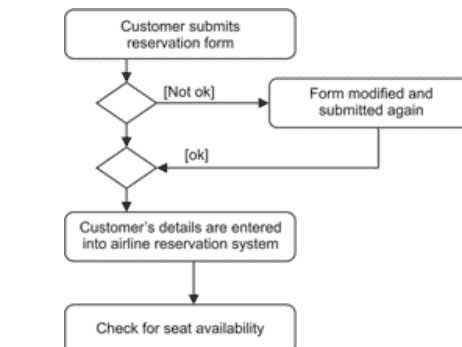 Customer submits
reservation form
[Not ok]
Form modified and
submitted again
[ok]
Customer's details are entered
into airline reservation system
Check for seat availability